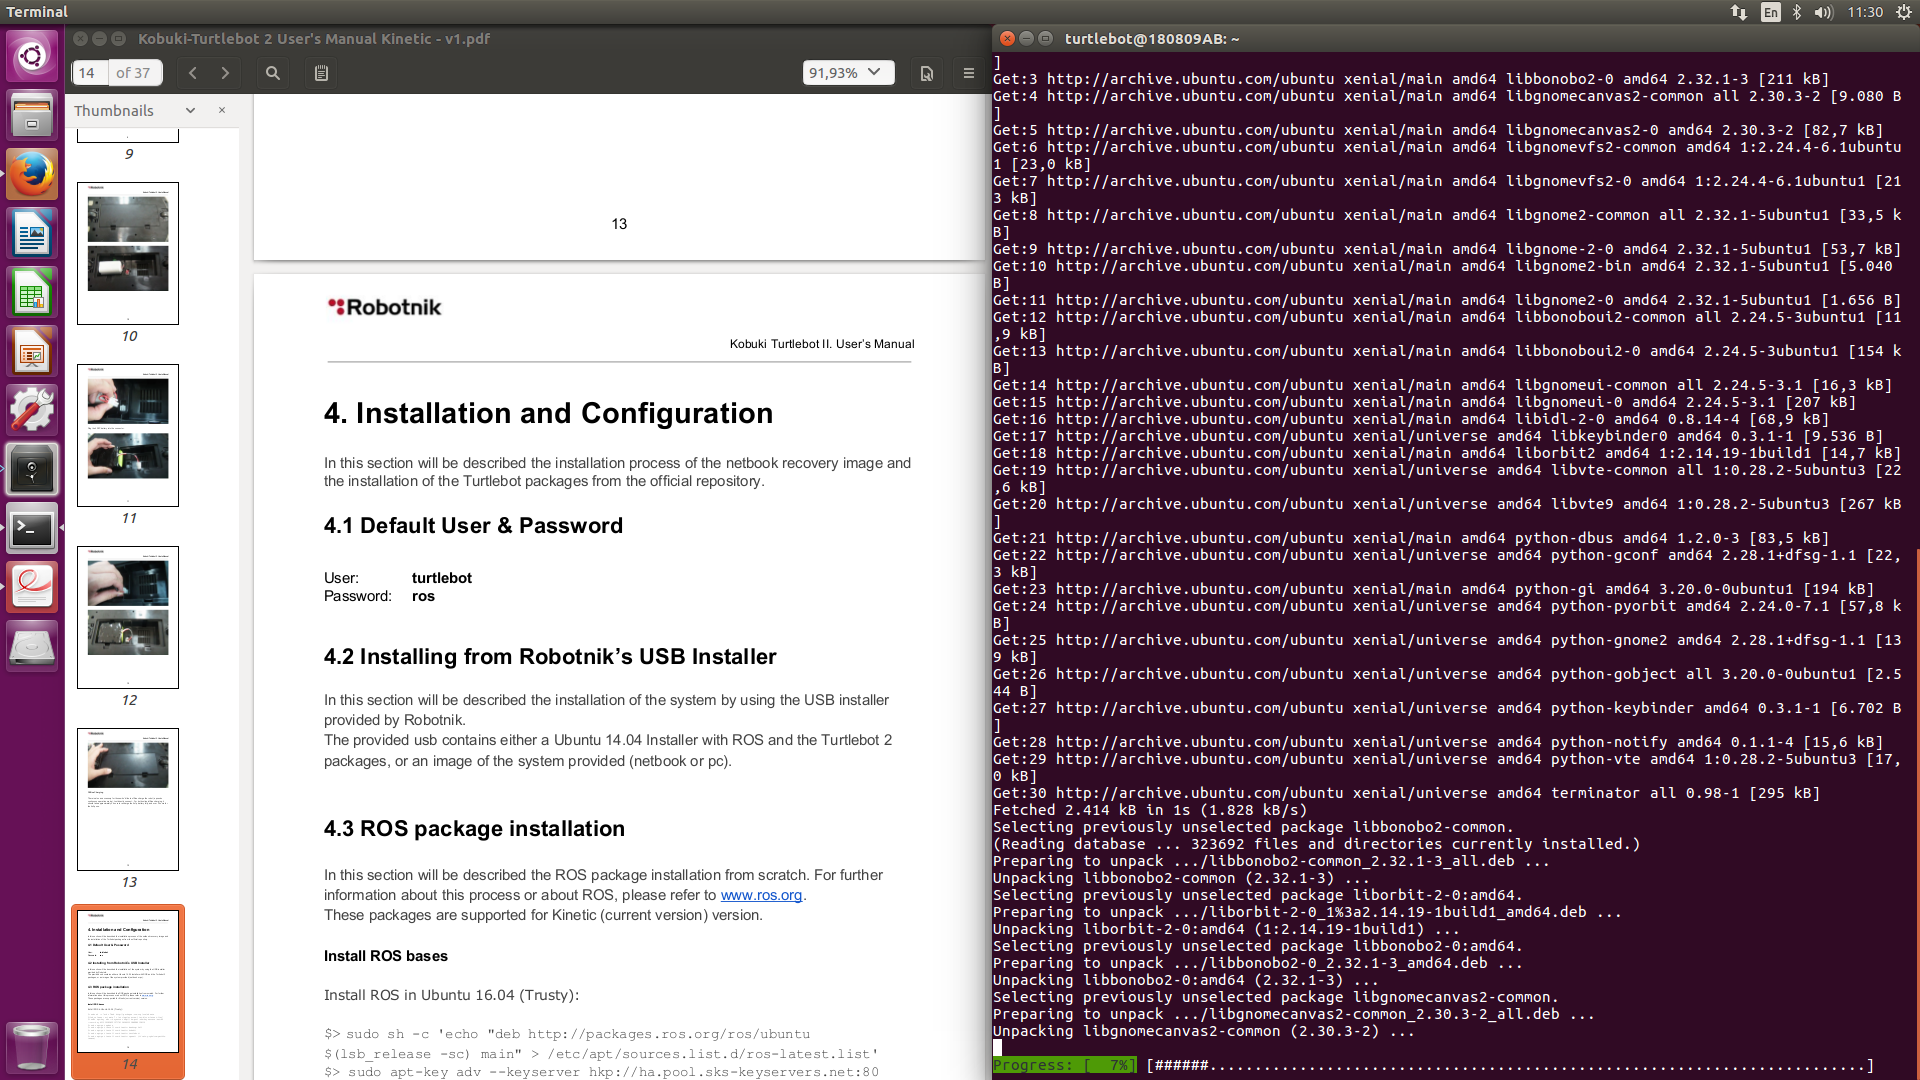 Terminal
En
11:30
Kobuki-Turtlebot 2 User's Manual Kinetic - v1.pdf
14 of 37
91,93%
Thumbnails
9
10
11
12
13
14
13
Robotnik
Kobuki Turtlebot II. User's Manual
4. Installation and Configuration
In this section will be described the installation process of the netbook recovery image and
the installation of the Turtlebot packages from the official repository.
4.1 Default User & Password
User: turtlebot
Password: ros
4.2 Installing from Robotnik's USB Installer
In this section will be described the installation of the system by using the USB installer
provided by Robotnik.
The provided usb contains either a Ubuntu 14.04 Installer with ROS and the Turtlebot 2
packages, or an image of the system provided (netbook or pc).
4.3 ROS package installation
In this section will be described the ROS package installation from scratch. For further
information about this process or about ROS, please refer to www.ros.org.
These packages are supported for Kinetic (current version) version.
Install ROS bases
Install ROS in Ubuntu 16.04 (Trusty):
$> sudo sh -c 'echo "deb http://packages.ros.org/ros/ubuntu
$(lsb_release -sc) main" > /etc/apt/sources.list.d/ros-latest.list'
$> sudo apt-key adv --keyserver hkp://ha.pool.sks-keyservers.net:80
turtlebot@180809AB: ~
]
Get:3 http://archive.ubuntu.com/ubuntu xenial/main amd64 libbonobo2-0 amd64 2.32.1-3 [211 kB]
Get:4 http://archive.ubuntu.com/ubuntu xenial/main amd64 libgnomecanvas2-common all 2.30.3-2 [9.080 B
]
Get:5 http://archive.ubuntu.com/ubuntu xenial/main amd64 libgnomecanvas2-0 amd64 2.30.3-2 [82,7 kB]
Get:6 http://archive.ubuntu.com/ubuntu xenial/main amd64 libgnomevfs2-common amd64 1:2.24.4-6.1ubuntu
1 [23,0 kB]
Get:7 http://archive.ubuntu.com/ubuntu xenial/main amd64 libgnomevfs2-0 amd64 1:2.24.4-6.1ubuntu1 [21
3 kB]
Get:8 http://archive.ubuntu.com/ubuntu xenial/main amd64 libgnome2-common all 2.32.1-5ubuntu1 [33,5 k
B]
Get:9 http://archive.ubuntu.com/ubuntu xenial/main amd64 libgnome-2-0 amd64 2.32.1-5ubuntu1 [53,7 kB]
Get:10 http://archive.ubuntu.com/ubuntu xenial/main amd64 libgnome2-bin amd64 2.32.1-5ubuntu1 [5.040
B]
Get:11 http://archive.ubuntu.com/ubuntu xenial/main amd64 libgnome2-0 amd64 2.32.1-5ubuntu1 [1.656 B]
Get:12 http://archive.ubuntu.com/ubuntu xenial/main amd64 libbonoboui2-common all 2.24.5-3ubuntu1 [11
,9 kB]
Get:13 http://archive.ubuntu.com/ubuntu xenial/main amd64 libbonoboui2-0 amd64 2.24.5-3ubuntu1 [154 k
B]
Get:14 http://archive.ubuntu.com/ubuntu xenial/main amd64 libgnomeui-common all 2.24.5-3.1 [16,3 kB]
Get:15 http://archive.ubuntu.com/ubuntu xenial/main amd64 libgnomeui-0 amd64 2.24.5-3.1 [207 kB]
Get:16 http://archive.ubuntu.com/ubuntu xenial/main amd64 libidl-2-0 amd64 0.8.14-4 [68,9 kB]
Get:17 http://archive.ubuntu.com/ubuntu xenial/universe amd64 libkeybinder0 amd64 0.3.1-1 [9.536 B]
Get:18 http://archive.ubuntu.com/ubuntu xenial/main amd64 liborbit2 amd64 1:2.14.19-1build1 [14,7 kB]
Get:19 http://archive.ubuntu.com/ubuntu xenial/universe amd64 libvte-common all 1:0.28.2-5ubuntu3 [22
,6 kB]
Get:20 http://archive.ubuntu.com/ubuntu xenial/universe amd64 libvte9 amd64 1:0.28.2-5ubuntu3 [267 kB
]
Get:21 http://archive.ubuntu.com/ubuntu xenial/main amd64 python-dbus amd64 1.2.0-3 [83,5 kB]
Get:22 http://archive.ubuntu.com/ubuntu xenial/universe amd64 python-gconf amd64 2.28.1+dfsg-1.1 [22,
3 kB]
Get:23 http://archive.ubuntu.com/ubuntu xenial/main amd64 python-gi amd64 3.20.0-0ubuntu1 [194 kB]
Get:24 http://archive.ubuntu.com/ubuntu xenial/universe amd64 python-pyorbit amd64 2.24.0-7.1 [57,8 k
B]
Get:25 http://archive.ubuntu.com/ubuntu xenial/universe amd64 python-gnome2 amd64 2.28.1+dfsg-1.1 [13
9 kB]
Get:26 http://archive.ubuntu.com/ubuntu xenial/universe amd64 python-gobject all 3.20.0-0ubuntu1 [2.5
44 B]
Get:27 http://archive.ubuntu.com/ubuntu xenial/universe amd64 python-keybinder amd64 0.3.1-1 [6.702 B
]
Get:28 http://archive.ubuntu.com/ubuntu xenial/universe amd64 python-notify amd64 0.1.1-4 [15,6 kB]
Get:29 http://archive.ubuntu.com/ubuntu xenial/universe amd64 python-vte amd64 1:0.28.2-5ubuntu3 [17,
0 kB]
Get:30 http://archive.ubuntu.com/ubuntu xenial/universe amd64 terminator all 0.98-1 [295 kB]
Fetched 2.414 kB in 1s (1.828 kB/s)
Selecting previously unselected package libbonobo2-common.
(Reading database ... 323692 files and directories currently installed.)
Preparing to unpack .../libbonobo2-common_2.32.1-3_all.deb ...
Unpacking libbonobo2-common (2.32.1-3) ...
Selecting previously unselected package liborbit-2-0:amd64.
Preparing to unpack .../liborbit-2-0_1%3a2.14.19-1build1_amd64.deb ...
Unpacking liborbit-2-0:amd64 (1:2.14.19-1build1) ...
Selecting previously unselected package libbonobo2-0:amd64.
Preparing to unpack .../libbonobo2-0_2.32.1-3_amd64.deb ...
Unpacking libbonobo2-0:amd64 (2.32.1-3) ...
Selecting previously unselected package libgnomecanvas2-common.
Preparing to unpack .../libgnomecanvas2-common_2.30.3-2_all.deb ...
Unpacking libgnomecanvas2-common (2.30.3-2) ...
Progress: [  7%] [######.........................................................................]